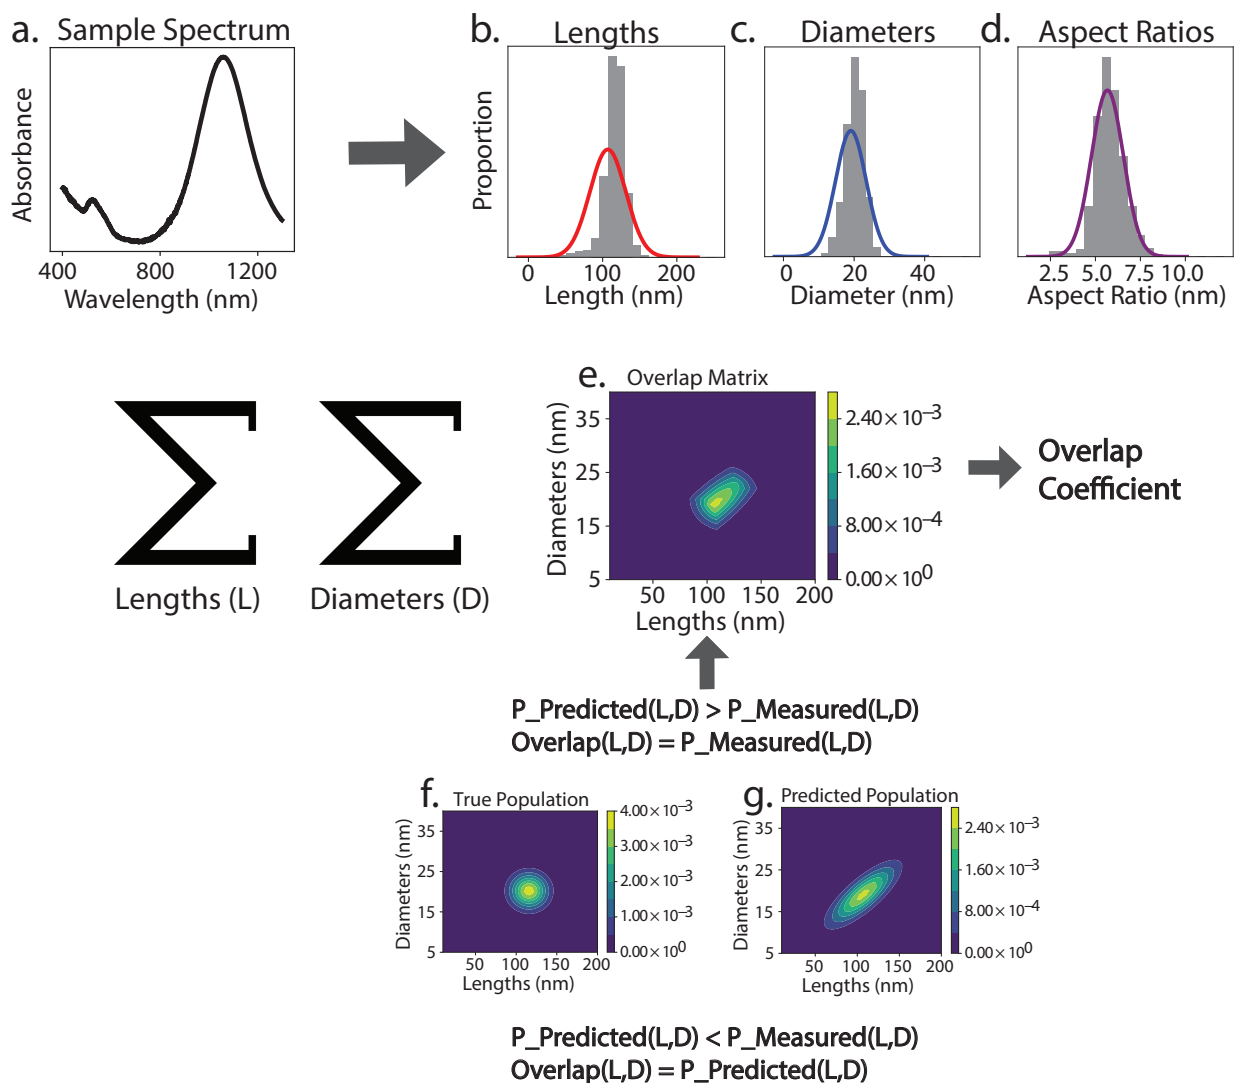 a. Sample Spectrum
Absorbance
400 800 1200
Wavelength (nm)
b. Lengths
Proportion
0 100 200
Length (nm)
c. Diameters
0 20 40
Diameter (nm)
d. Aspect Ratios
2.5 5.0 7.5 10.0
Aspect Ratio (nm)
∑ ∑
Lengths (L) Diameters (D)
e. Overlap Matrix
Diameters (nm)
35
25
15
5
50 100 150 200
Lengths (nm)
2.40 × 10⁻³
1.60 × 10⁻³
8.00 × 10⁻⁴
0.00 × 10⁰
Overlap
Coefficient
P_Predicted(L,D) > P_Measured(L,D)
Overlap(L,D) = P_Measured(L,D)
f. True Population
Diameters (nm)
35
25
15
5
50 100 150 200
Lengths (nm)
4.00 × 10⁻³
3.00 × 10⁻³
2.00 × 10⁻³
1.00 × 10⁻³
0.00 × 10⁰
g. Predicted Population
Diameters (nm)
35
25
15
5
50 100 150 200
Lengths (nm)
2.40 × 10⁻³
1.60 × 10⁻³
8.00 × 10⁻⁴
0.00 × 10⁰
P_Predicted(L,D) < P_Measured(L,D)
Overlap(L,D) = P_Predicted(L,D)